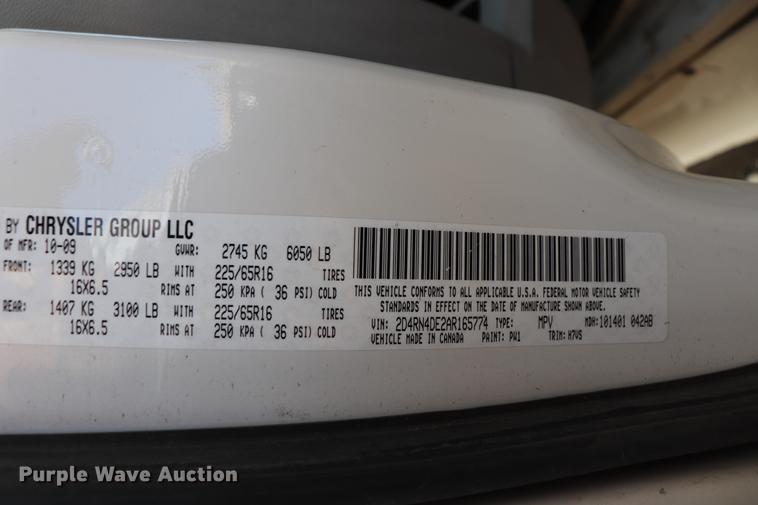 BY CHRYSLER GROUP LLC
OF MFR: 10-09 GVWR: 2745 KG 6050 LB
FRONT: 1339 KG 2950 LB WITH 225/65R16 TIRES
16X6.5 RIMS AT 250 KPA ( 36 PSI) COLD
REAR: 1407 KG 3100 LB WITH 225/65R16 TIRES
16X6.5 RIMS AT 250 KPA ( 36 PSI) COLD
THIS VEHICLE CONFORMS TO ALL APPLICABLE U.S.A. FEDERAL MOTOR VEHICLE SAFETY
STANDARDS IN EFFECT ON THE DATE OF MANUFACTURE SHOWN ABOVE.
VIN: 2D4RN4DE2AR165774 TYPE: MPV MDH: 101401 042AB
VEHICLE MADE IN CANADA PAINT: PW1 TRIM: M7VS
Purple Wave Auction